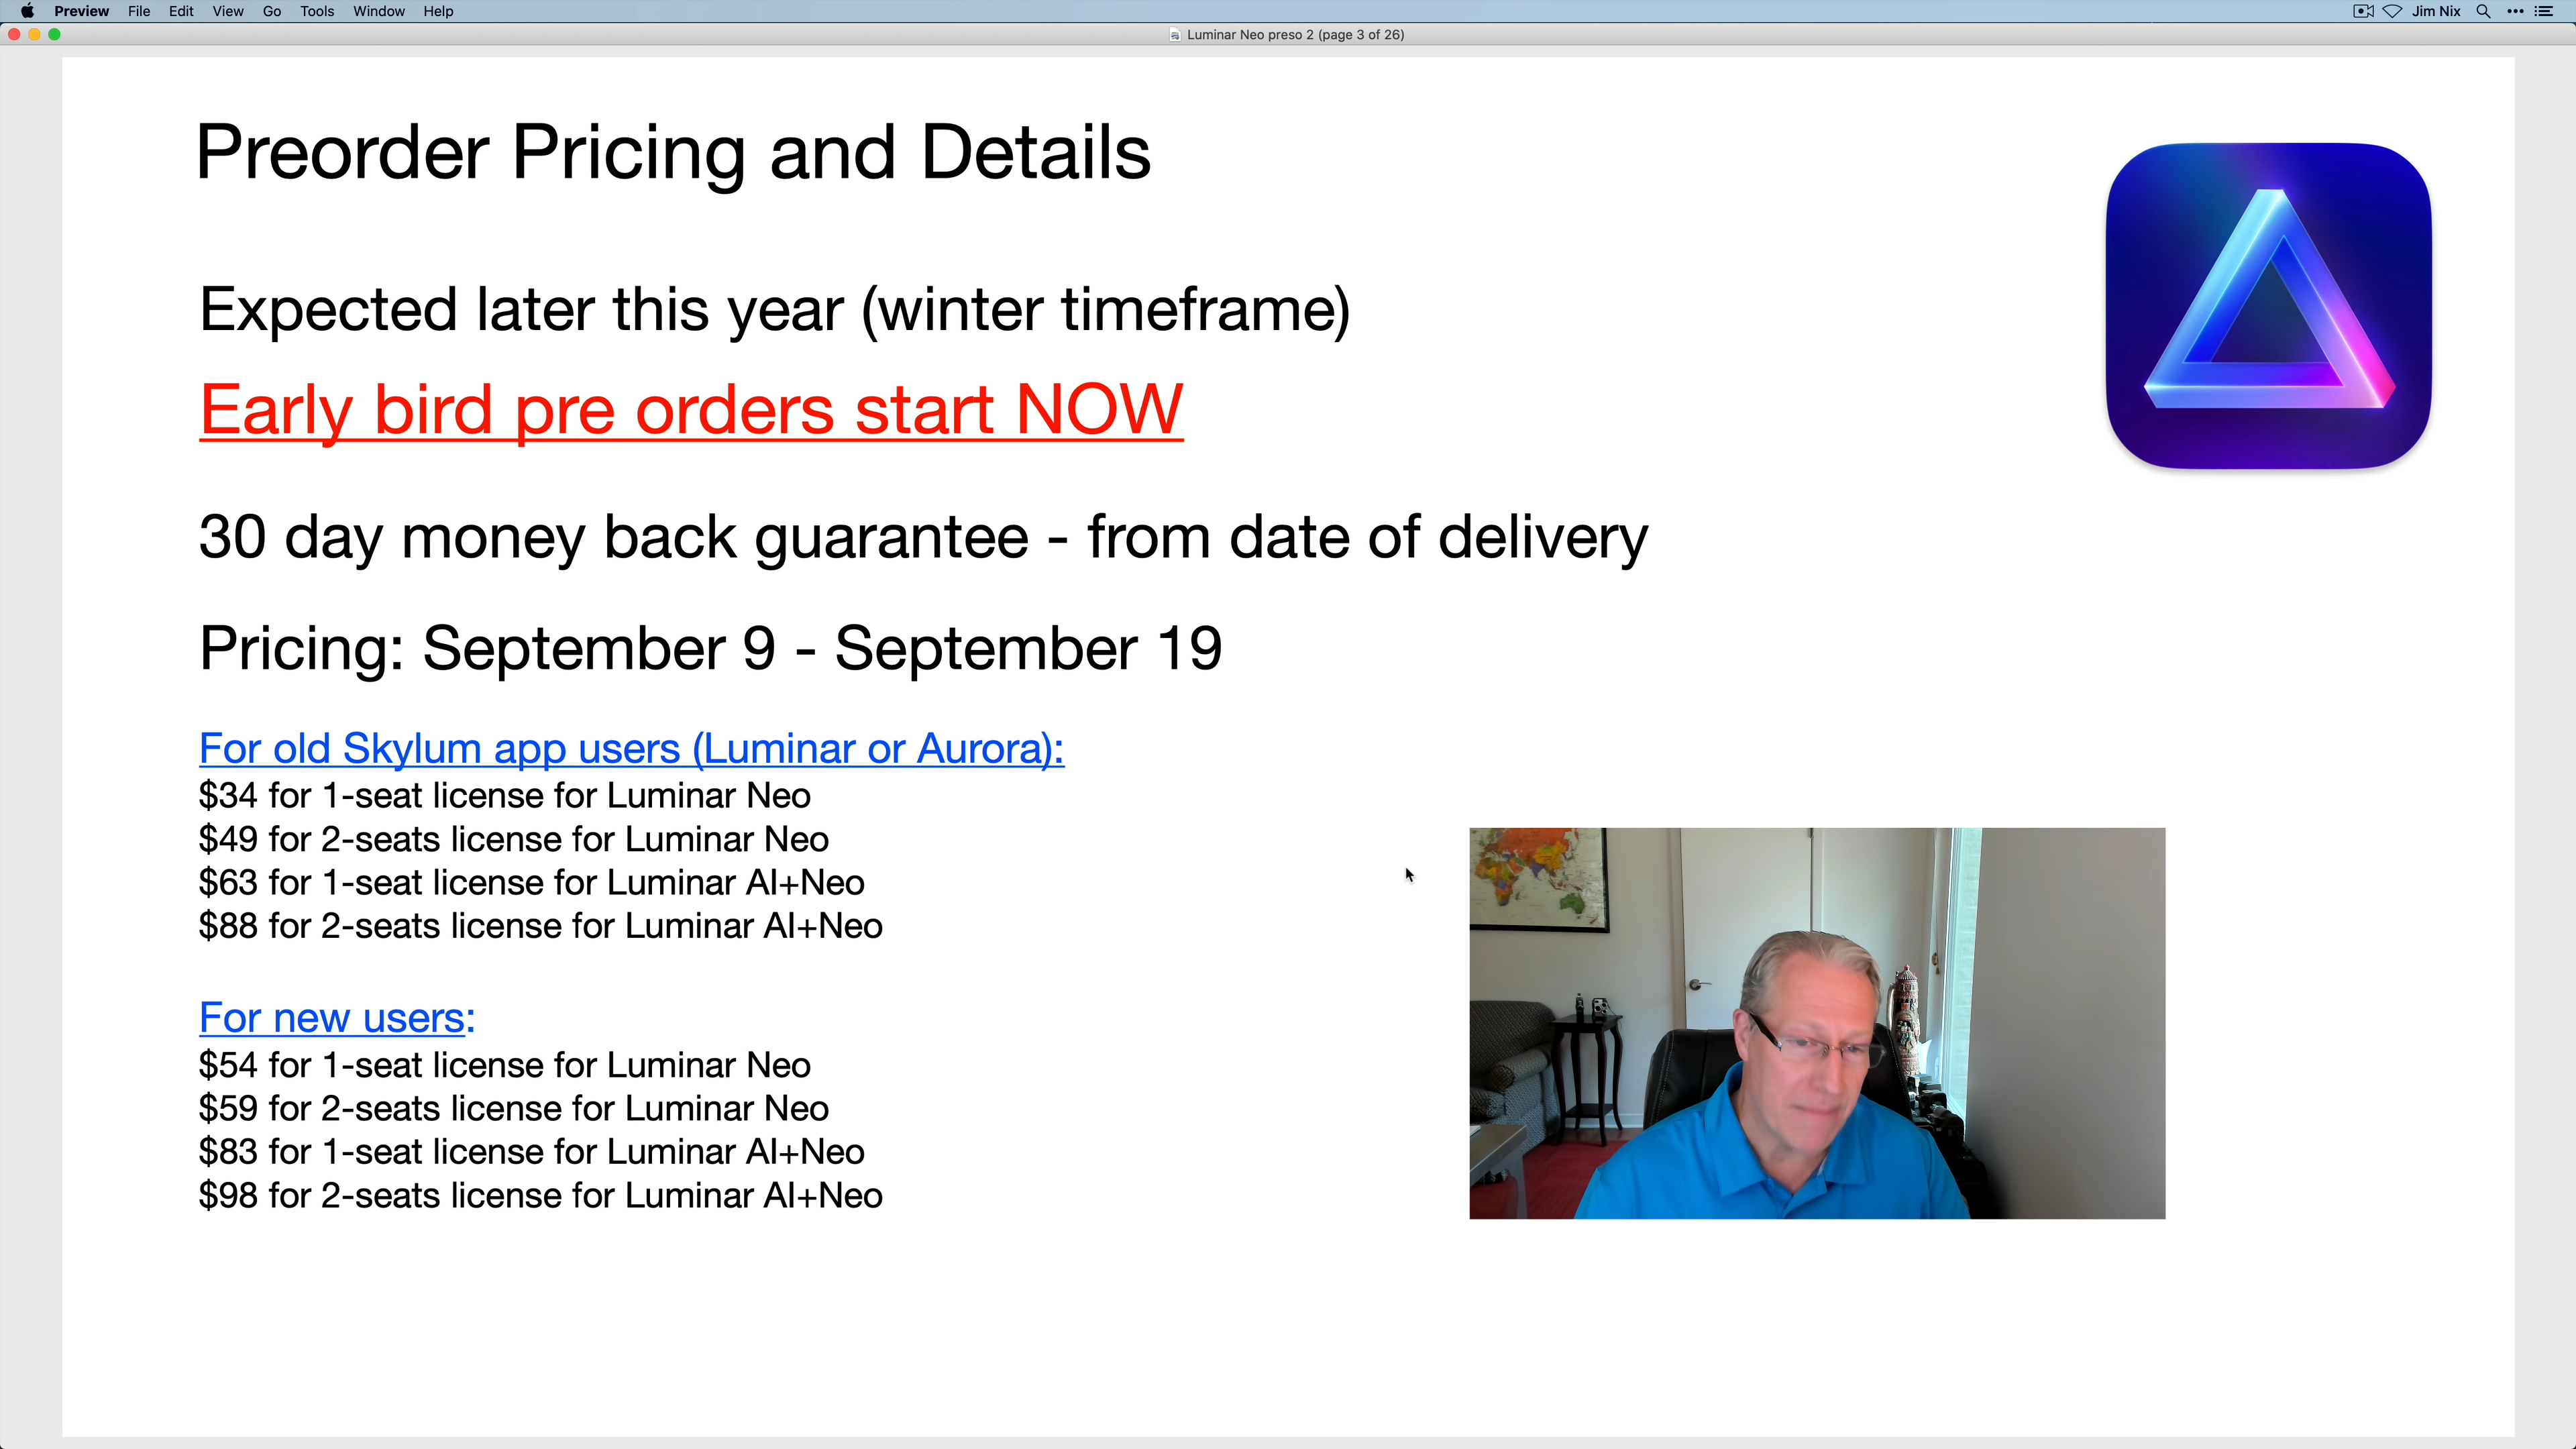 Preview File Edit View Go Tools Window Help
Jim Nix
Luminar Neo preso 2 (page 3 of 26)
Preorder Pricing and Details
Expected later this year (winter timeframe)
Early bird pre orders start NOW
30 day money back guarantee - from date of delivery
Pricing: September 9 - September 19
For old Skylum app users (Luminar or Aurora):
$34 for 1-seat license for Luminar Neo
$49 for 2-seats license for Luminar Neo
$63 for 1-seat license for Luminar AI+Neo
$88 for 2-seats license for Luminar AI+Neo
For new users:
$54 for 1-seat license for Luminar Neo
$59 for 2-seats license for Luminar Neo
$83 for 1-seat license for Luminar AI+Neo
$98 for 2-seats license for Luminar AI+Neo